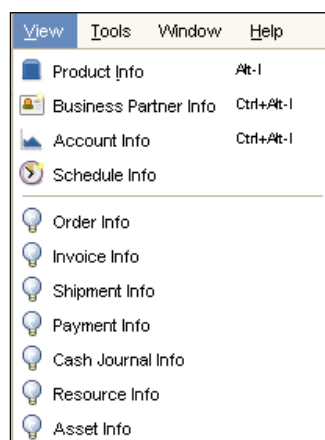 View Tools Window Help
Product Info Alt-I
Business Partner Info Ctrl+Alt-I
Account Info Ctrl+Alt-I
Schedule Info
Order Info
Invoice Info
Shipment Info
Payment Info
Cash Journal Info
Resource Info
Asset Info